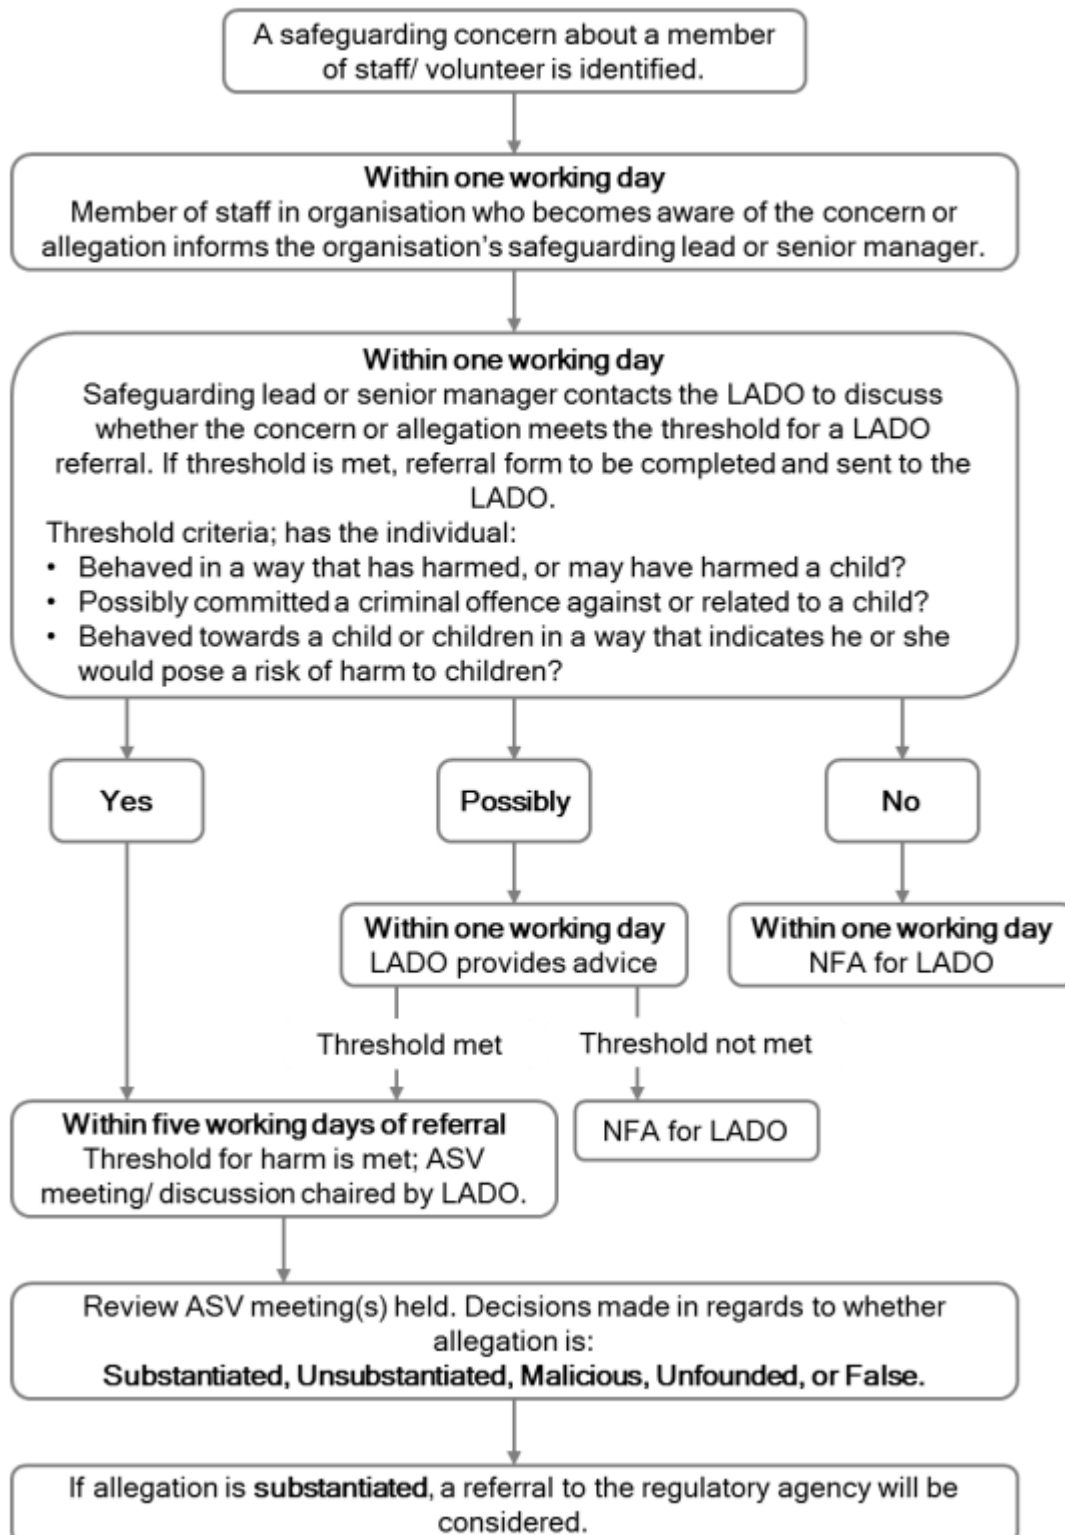 A safeguarding concern about a member
of staff/ volunteer is identified.
Within one working day
Member of staff in organisation who becomes aware of the concern or
allegation informs the organisation's safeguarding lead or senior manager.
Within one working day
Safeguarding lead or senior manager contacts the LADO to discuss
whether the concern or allegation meets the threshold for a LADO
referral. If threshold is met, referral form to be completed and sent to the
LADO.
Threshold criteria; has the individual:
• Behaved in a way that has harmed, or may have harmed a child?
• Possibly committed a criminal offence against or related to a child?
• Behaved towards a child or children in a way that indicates he or she
would pose a risk of harm to children?
Yes
Possibly
No
Within one working day
LADO provides advice
Within one working day
NFA for LADO
Threshold met
Threshold not met
Within five working days of referral
Threshold for harm is met; ASV
meeting/ discussion chaired by LADO.
NFA for LADO
Review ASV meeting(s) held. Decisions made in regards to whether
allegation is:
Substantiated, Unsubstantiated, Malicious, Unfounded, or False.
If allegation is substantiated, a referral to the regulatory agency will be
considered.